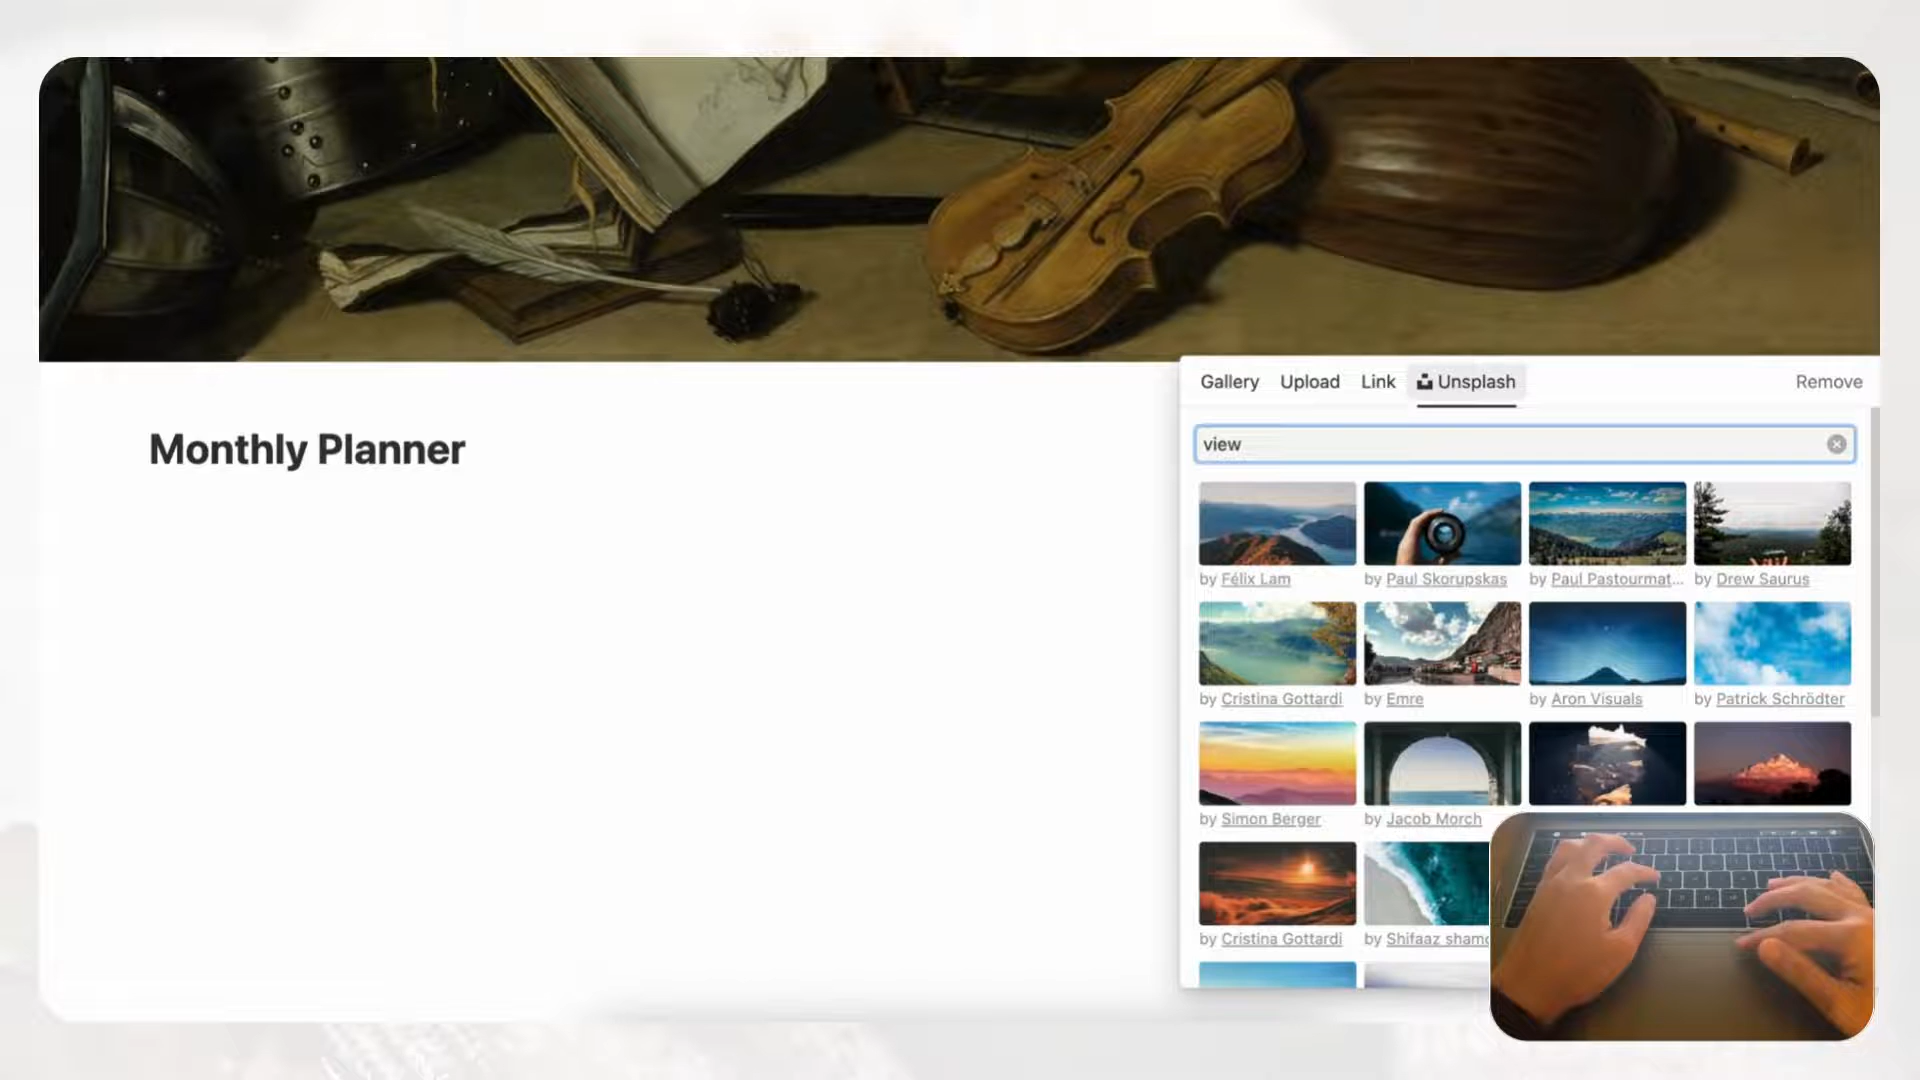 Gallery Upload Link Unsplash Remove
Monthly Planner
view
by Félix Lam by Paul Skorupskas by Paul Pastourmat... by Drew Saurus
by Cristina Gottardi by Emre by Aron Visuals by Patrick Schrödter
by Simon Berger by Jacob Morch
by Cristina Gottardi by Shifaaz